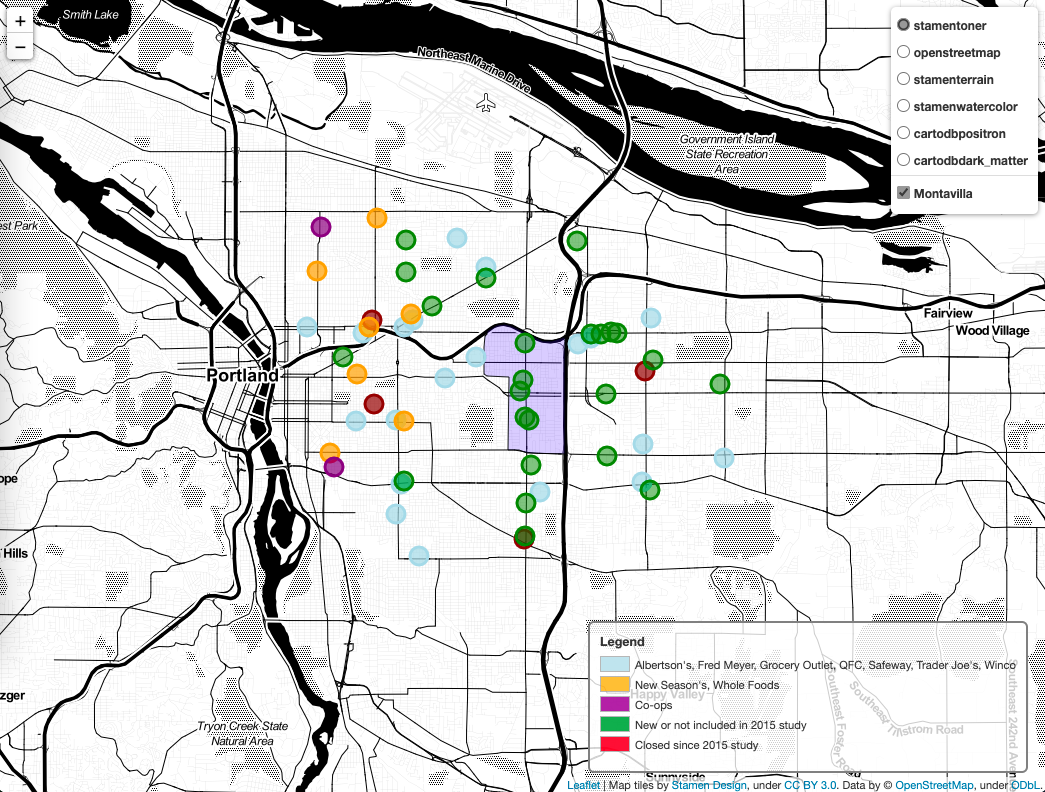 +
−
Smith Lake
Northeast Marine Drive
Government Island
State Recreation
Area
stamentoner
openstreetmap
stamenterrain
stamenwatercolor
cartodbpositron
cartodbdark_matter
Montavilla
est Park
Fairview
Wood Village
Portland
ope
Hills
zger
Tryon Creek State
Natural Area
Legend
Albertson's, Fred Meyer, Grocery Outlet, QFC, Safeway, Trader Joe's, Winco
New Season's, Whole Foods
Co-ops
New or not included in 2015 study
Closed since 2015 study
Happy Valley
Southeast Foster Ro
Southeast
strom Road
Southeast 242nd Aven
Sunnyside
Leaflet | Map tiles by Stamen Design, under CC BY 3.0. Data by © OpenStreetMap, under ODbL.